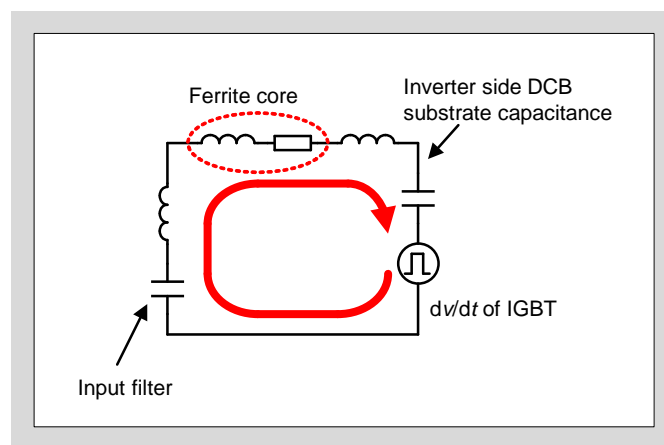 Ferrite core
Inverter side DCB
substrate capacitance
dv/dt of IGBT
Input filter